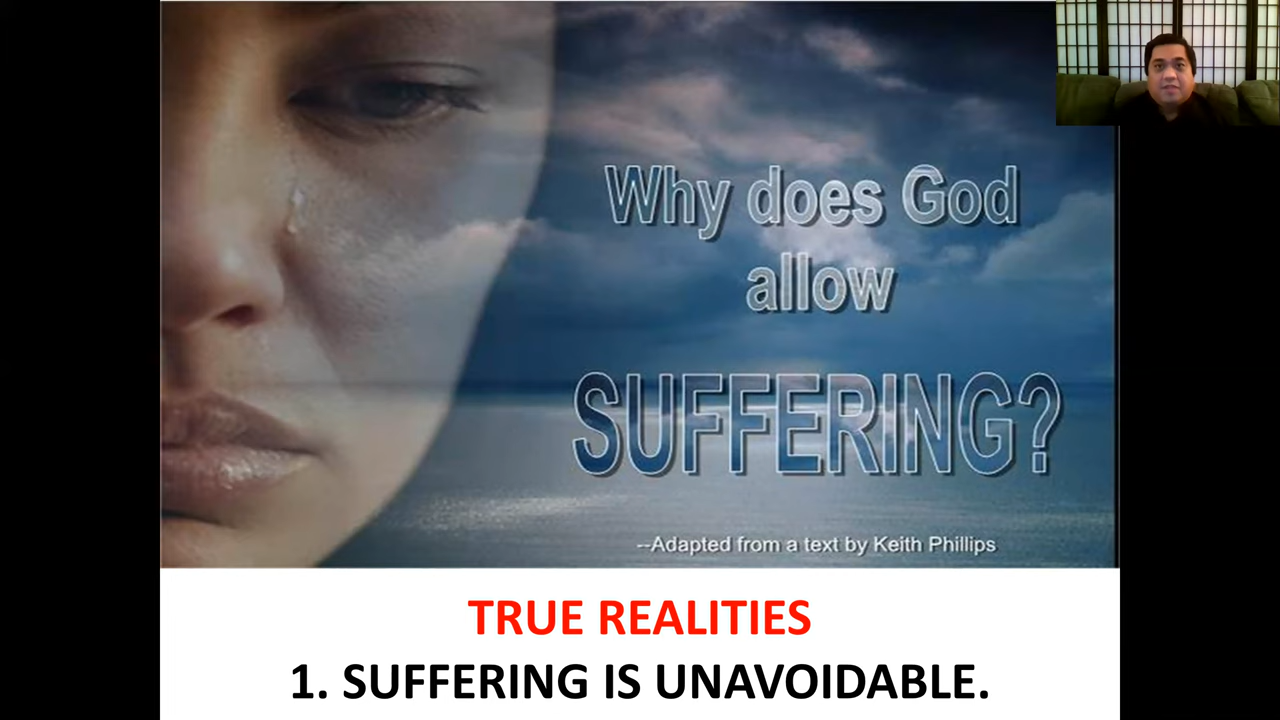 Why does God
allow
SUFFERING?
--Adapted from a text by Keith Phillips
TRUE REALITIES
1. SUFFERING IS UNAVOIDABLE.